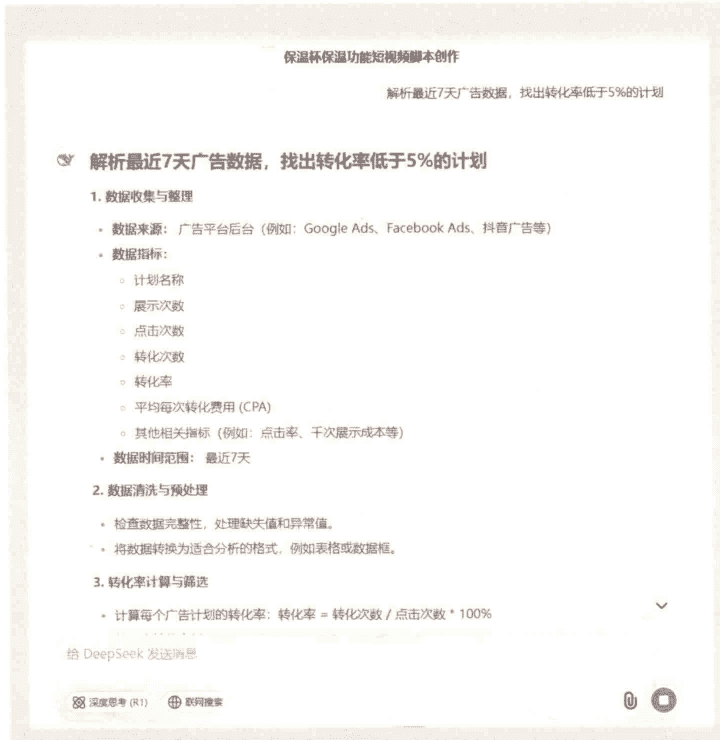 保温杯保温功能短视频脚本创作
解析最近7天广告数据，找出转化率低于5%的计划
解析最近7天广告数据，找出转化率低于5%的计划
1. 数据收集与整理
• 数据来源： 广告平台后台（例如：Google Ads、Facebook Ads、抖音广告等）
• 数据指标：
◦ 计划名称
◦ 展示次数
◦ 点击次数
◦ 转化次数
◦ 转化率
◦ 平均每次转化费用 (CPA)
◦ 其他相关指标（例如：点击率、千次展示成本等）
• 数据时间范围： 最近7天
2. 数据清洗与预处理
• 检查数据完整性，处理缺失值和异常值。
• 将数据转换为适合分析的格式，例如表格或数据框。
3. 转化率计算与筛选
• 计算每个广告计划的转化率：转化率 = 转化次数 / 点击次数 * 100%
给 DeepSeek 发送消息
深度思考 (R1) 联网搜索